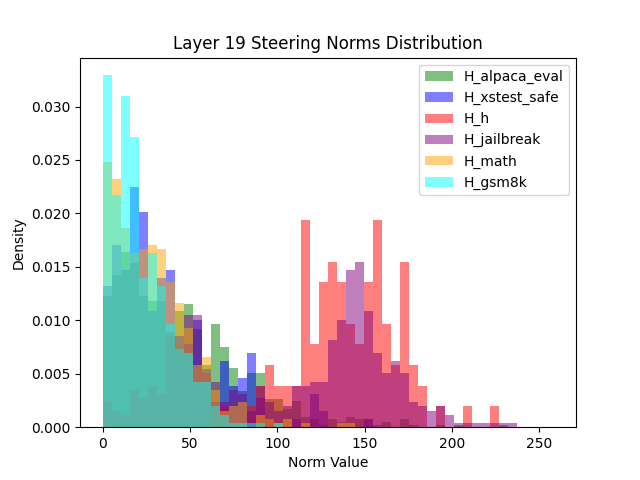 Layer 19 Steering Norms Distribution
H_alpaca_eval
H_xstest_safe
H_h
H_jailbreak
H_math
H_gsm8k
Density
0.030
0.025
0.020
0.015
0.010
0.005
0.000
0
50
100
150
200
250
Norm Value